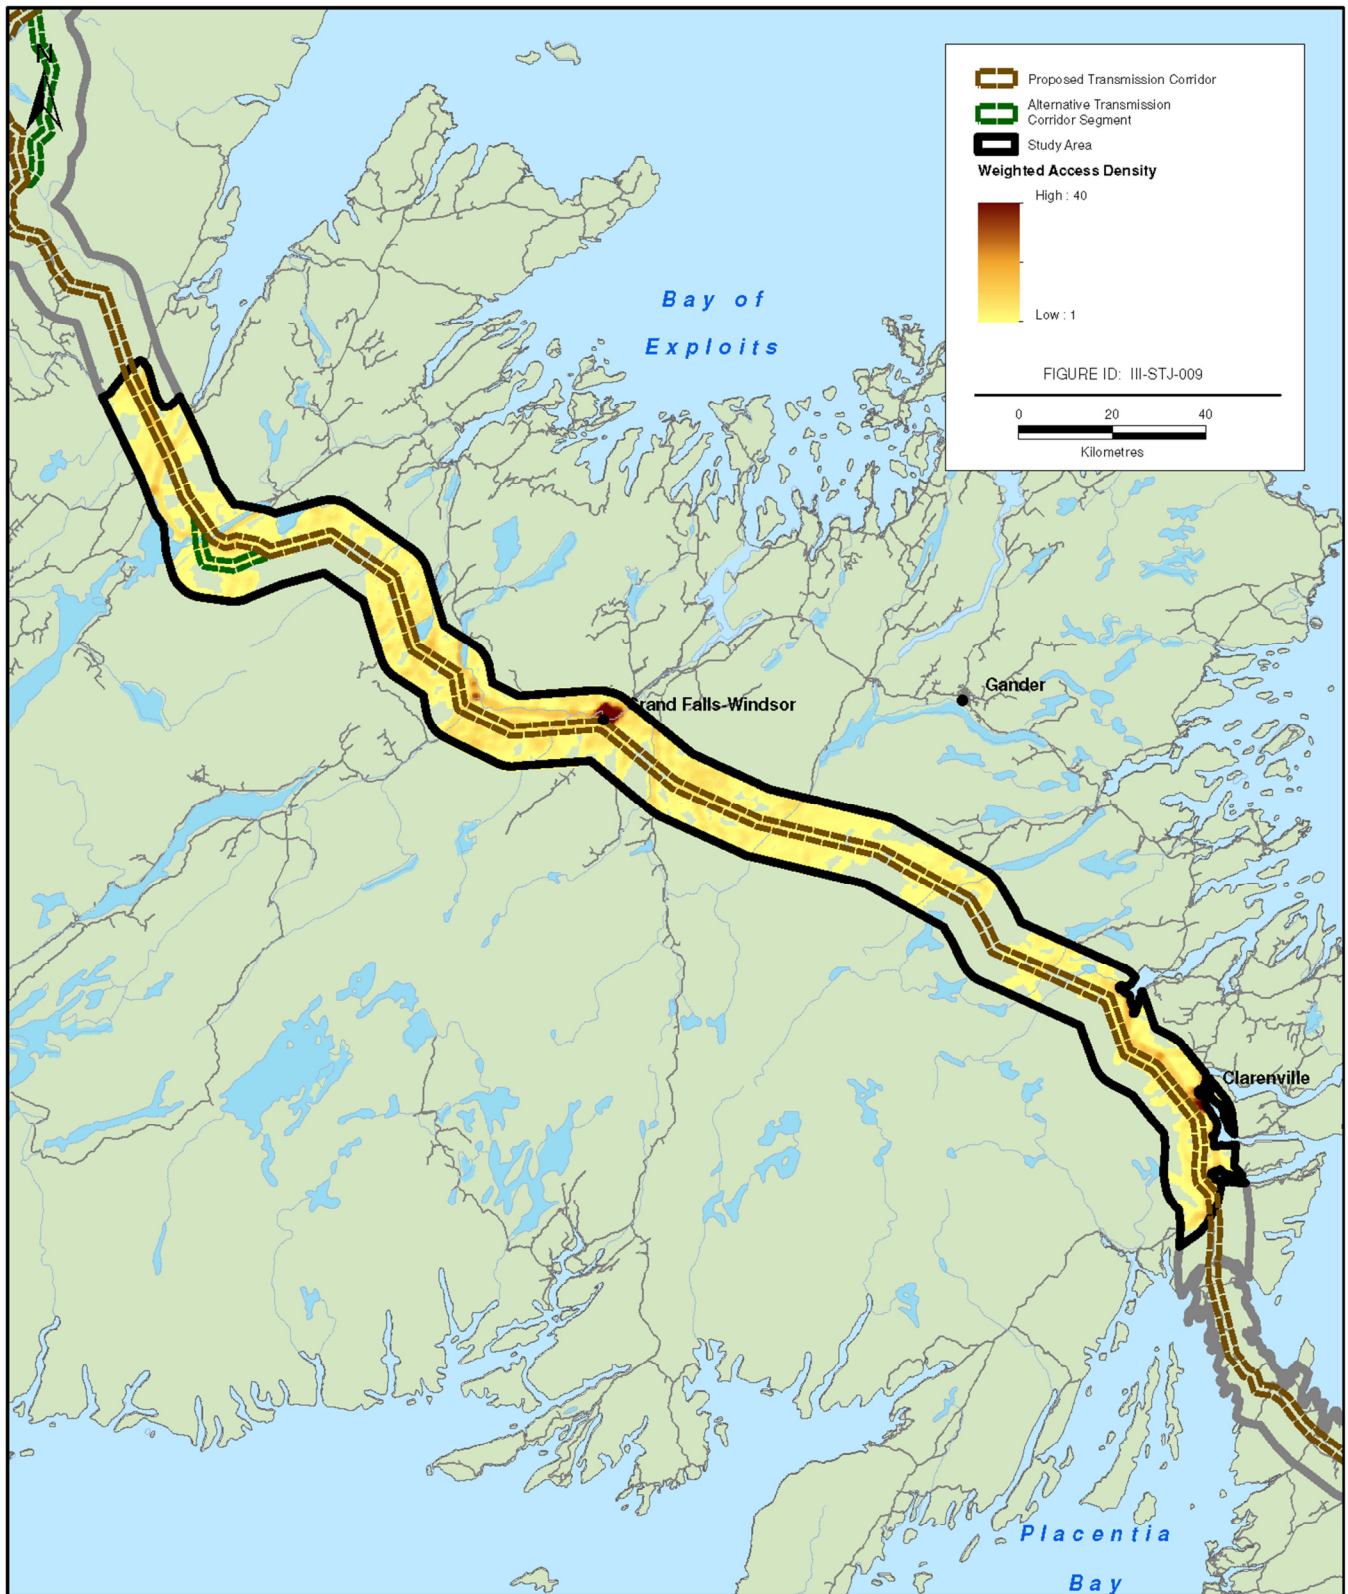 N
Proposed Transmission Corridor
Alternative Transmission
Corridor Segment
Study Area
Weighted Access Density
High : 40
Low : 1
FIGURE ID: III-STJ-009
0 20 40
Kilometres
Bay of
Exploits
Gander
Grand Falls-Windsor
Clarenville
Placentia
Bay